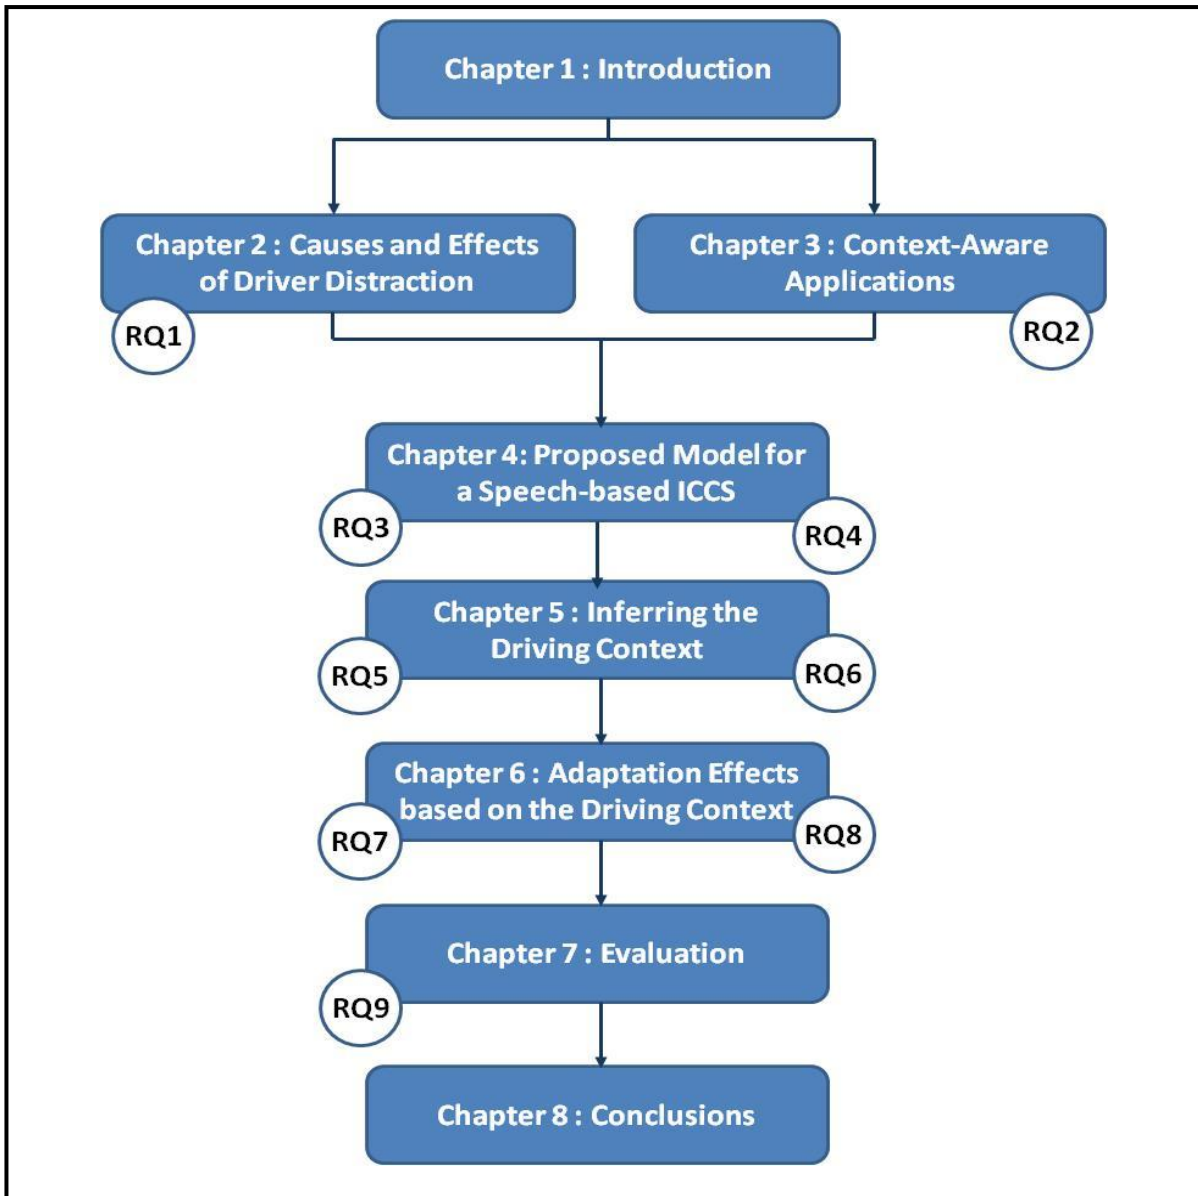 Chapter 1 : Introduction
Chapter 2 : Causes and Effects
of Driver Distraction
RQ1
Chapter 3 : Context-Aware
Applications
RQ2
Chapter 4: Proposed Model for
a Speech-based ICCS
RQ3
RQ4
Chapter 5 : Inferring the
Driving Context
RQ5
RQ6
Chapter 6 : Adaptation Effects
based on the Driving Context
RQ7
RQ8
Chapter 7 : Evaluation
RQ9
Chapter 8 : Conclusions